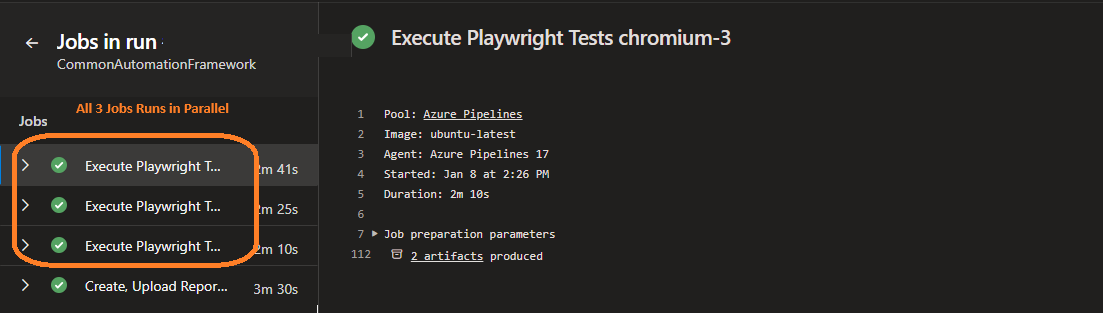 Jobs in run
CommonAutomationFramework
All 3 Jobs Runs in Parallel
Jobs
Execute Playwright T... 2m 41s
Execute Playwright T... 2m 25s
Execute Playwright T... 2m 10s
Create, Upload Repor... 3m 30s
Execute Playwright Tests chromium-3
1 Pool: Azure Pipelines
2 Image: ubuntu-latest
3 Agent: Azure Pipelines 17
4 Started: Jan 8 at 2:26 PM
5 Duration: 2m 10s
6
7 Job preparation parameters
112 2 artifacts produced